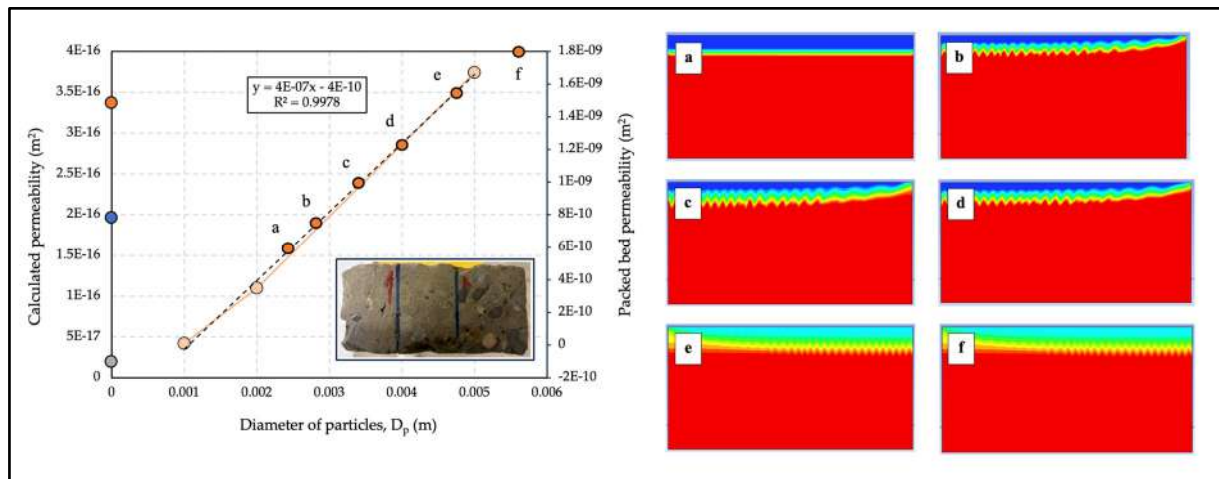 4E-16
3.5E-16
3E-16
2.5E-16
2E-16
1.5E-16
1E-16
5E-17
0
Calculated permeability (m²)
y = 4E-07x - 4E-10
R² = 0.9978
a
b
c
d
e
f
1.8E-09
1.6E-09
1.4E-09
1.2E-09
1E-09
8E-10
6E-10
4E-10
2E-10
0
-2E-10
Packed bed permeability (m²)
0 0.001 0.002 0.003 0.004 0.005 0.006
Diameter of particles, Dₚ (m)
a
b
c
d
e
f